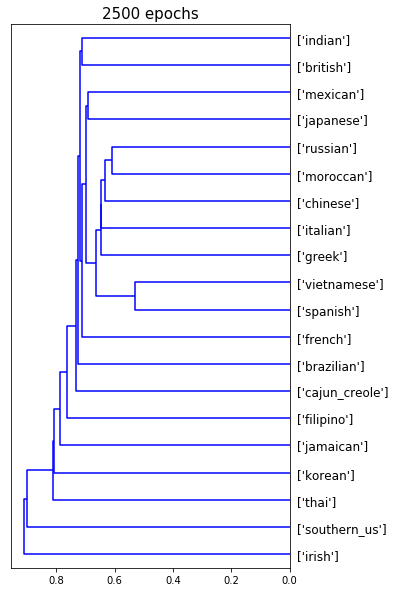 2500 epochs
['indian']
['british']
['mexican']
['japanese']
['russian']
['moroccan']
['chinese']
['italian']
['greek']
['vietnamese']
['spanish']
['french']
['brazilian']
['cajun_creole']
['filipino']
['jamaican']
['korean']
['thai']
['southern_us']
['irish']
0.8 0.6 0.4 0.2 0.0